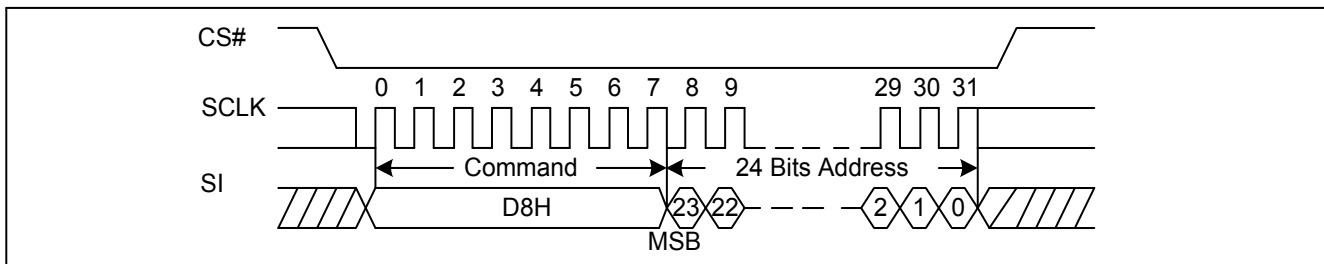 CS#
0 1 2 3 4 5 6 7 8 9 29 30 31
SCLK
Command 24 Bits Address
SI
D8H 23 22 2 1 0
MSB